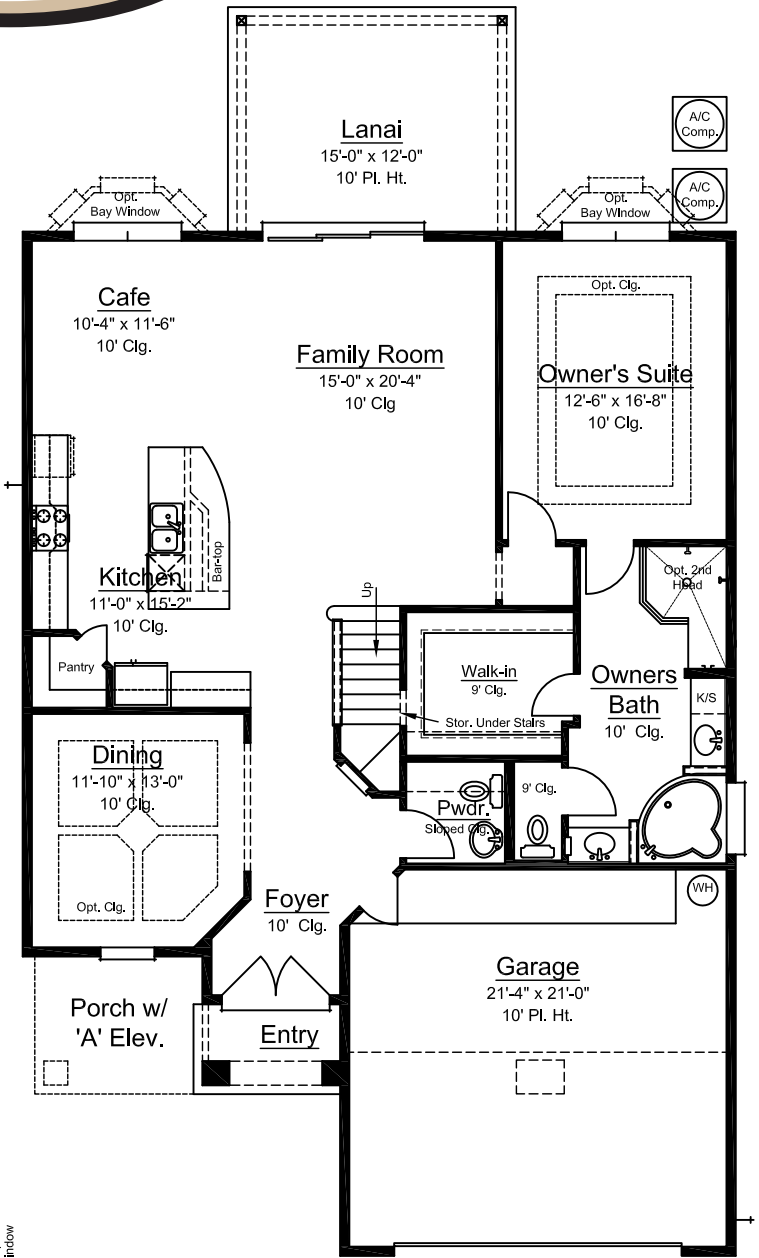 Lanai
15'-0" x 12'-0"
10' Pl. Ht.
A/C
Comp.
A/C
Comp.
Opt.
Bay Window
Opt.
Bay Window
Cafe
10'-4" x 11'-6"
10' Clg.
Family Room
15'-0" x 20'-4"
10' Clg
Opt. Clg.
Owner's Suite
12'-6" x 16'-8"
10' Clg.
Kitchen
11'-0" x 15'-2"
10' Clg.
Bar-top
Up
Opt. 2nd
Head
Pantry
Walk-in
9' Clg.
Stor. Under Stairs
Owners
Bath
10' Clg.
K/S
Dining
11'-10" x 13'-0"
10' Clg.
Opt. Clg.
Pwdr.
Sloped Clg.
9' Clg.
Foyer
10' Clg.
WH
Garage
21'-4" x 21'-0"
10' Pl. Ht.
Porch w/
'A' Elev.
Entry
indow